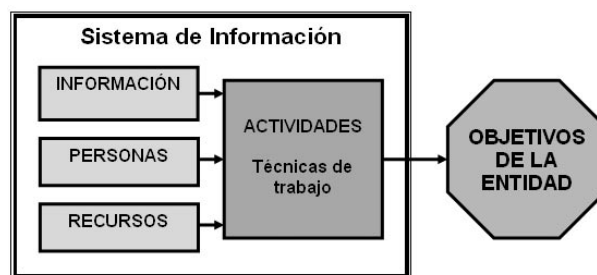 Sistema de Información
INFORMACIÓN
PERSONAS
RECURSOS
ACTIVIDADES
Técnicas de
trabajo
OBJETIVOS
DE LA
ENTIDAD